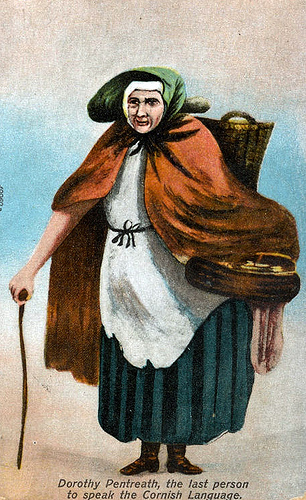 Dorothy Pentreath, the last person
to speak the Cornish Language.